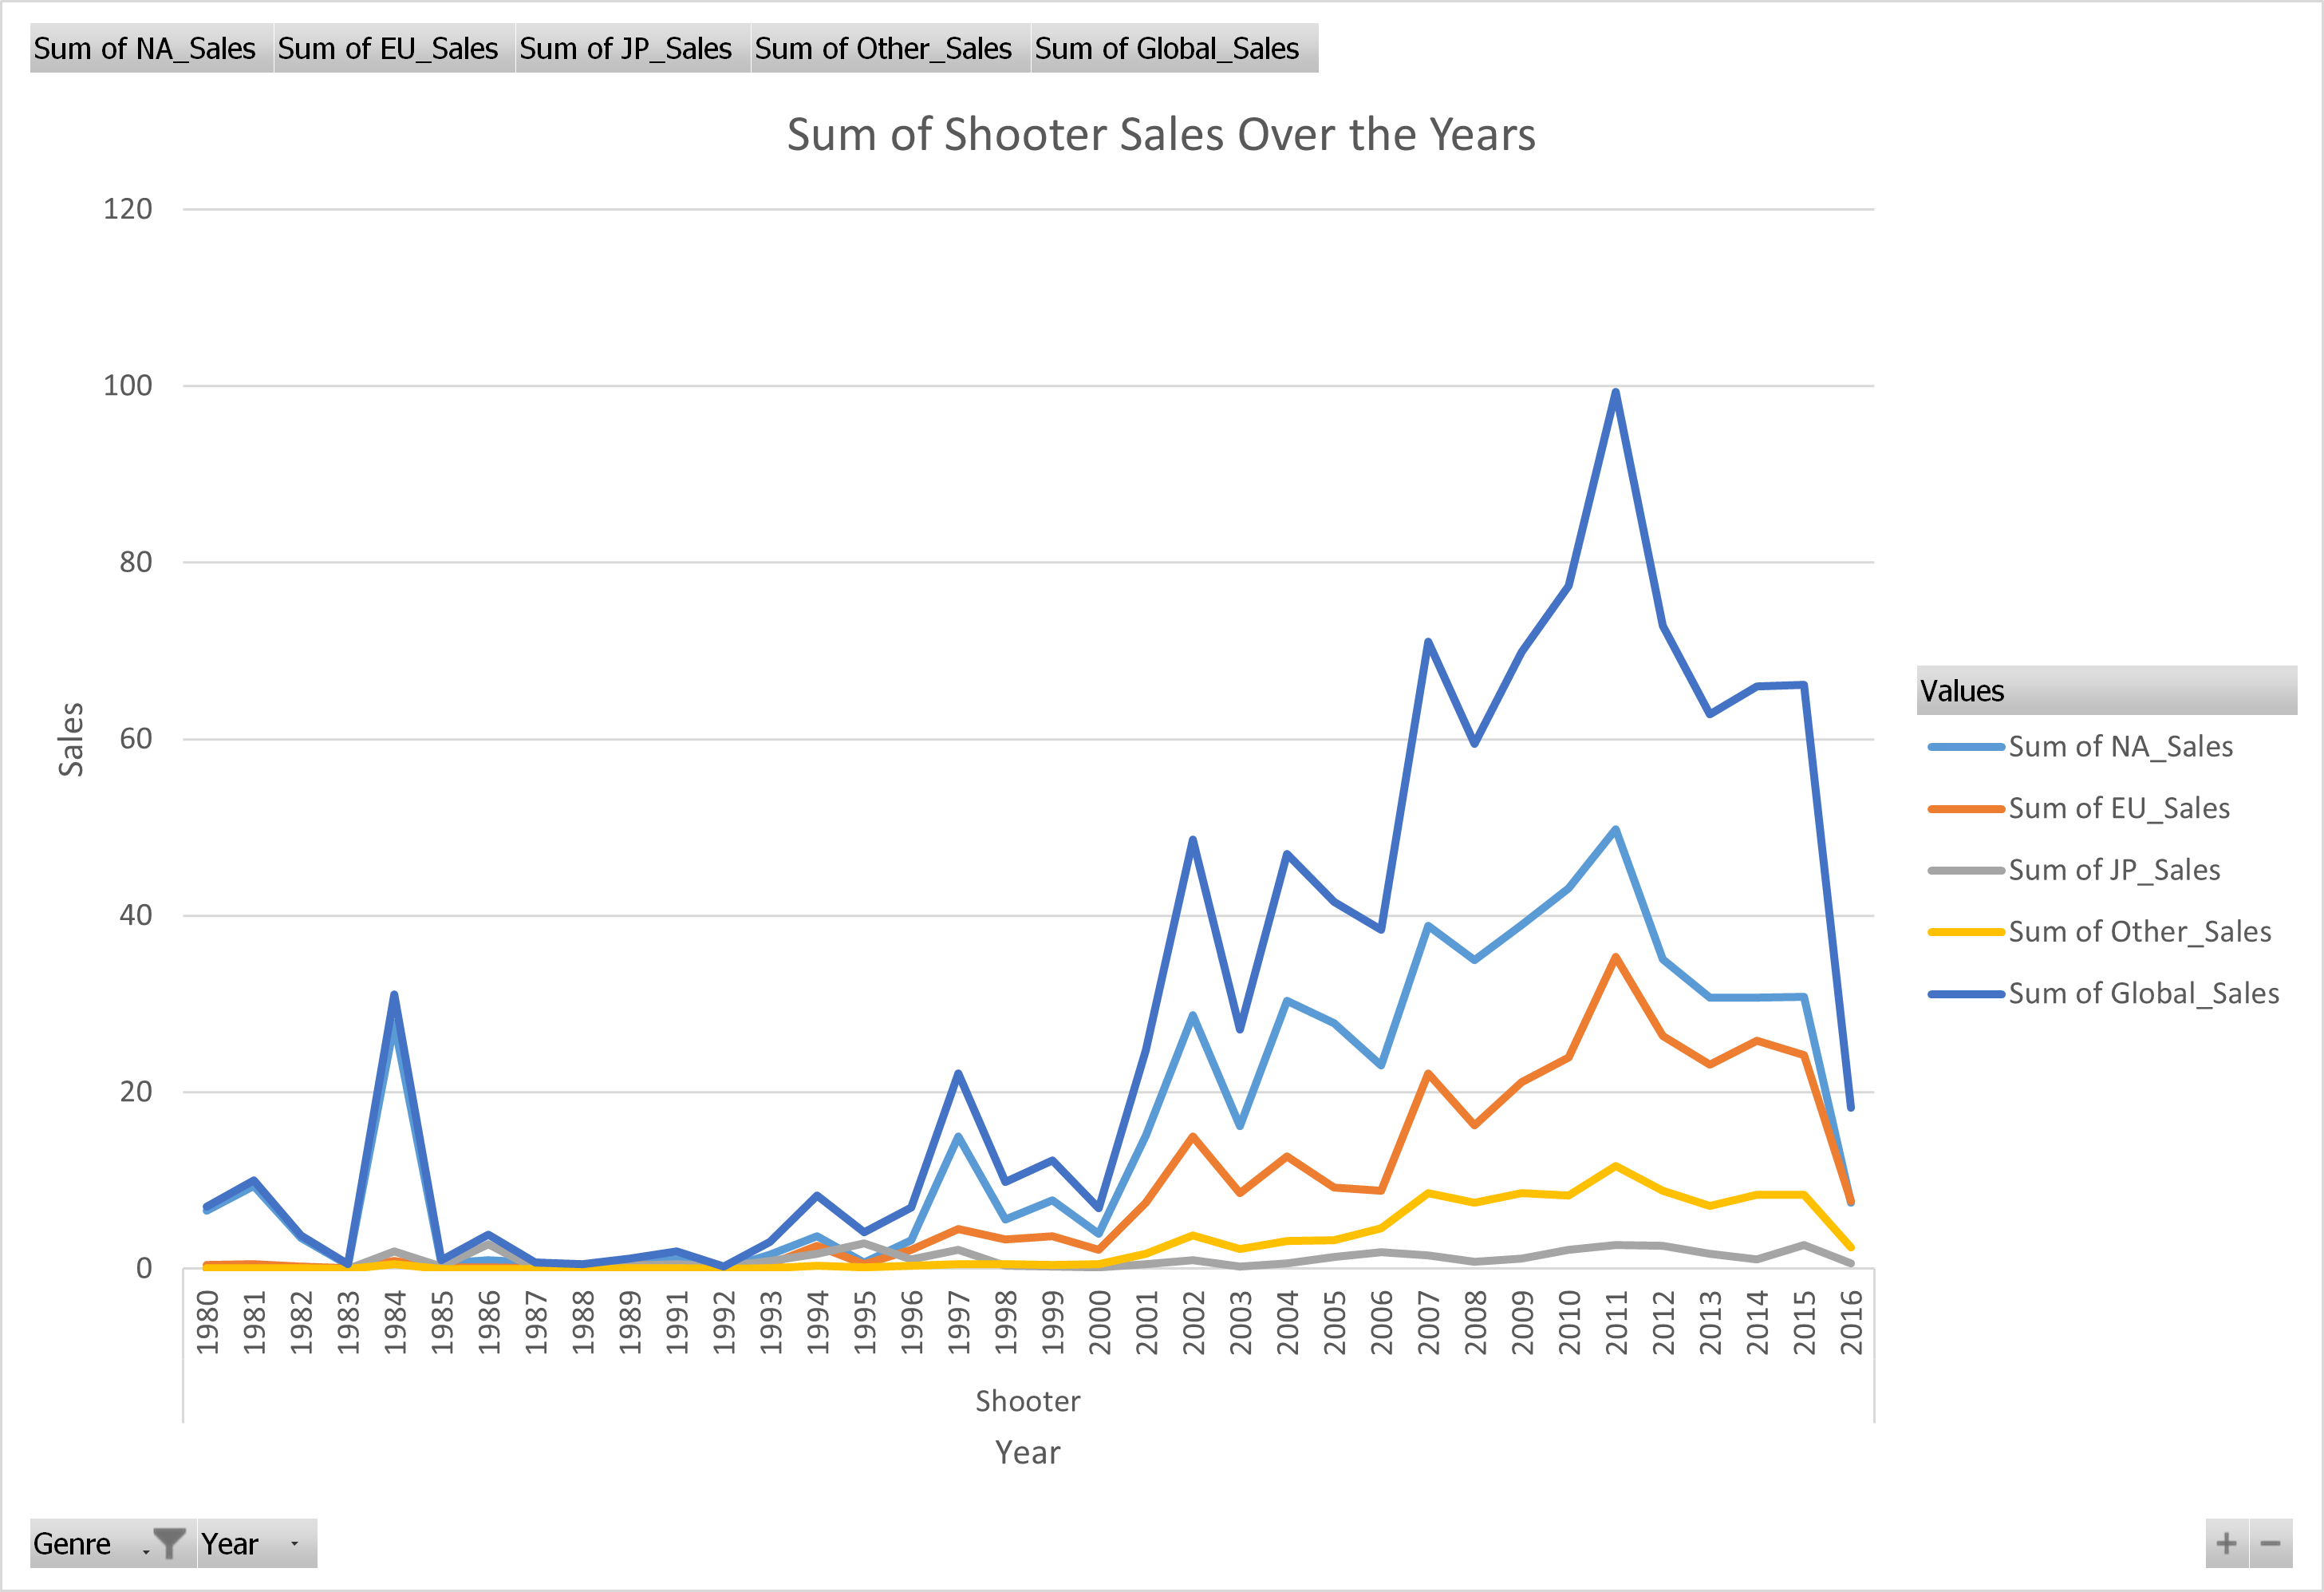 Sum of NA_Sales Sum of EU_Sales Sum of JP_Sales Sum of Other_Sales Sum of Global_Sales
Sum of Shooter Sales Over the Years
120
100
80
60
40
20
0
Sales
1980 1981 1982 1983 1984 1985 1986 1987 1988 1989 1991 1992 1993 1994 1995 1996 1997 1998 1999 2000 2001 2002 2003 2004 2005 2006 2007 2008 2009 2010 2011 2012 2013 2014 2015 2016
Shooter
Year
Values
Sum of NA_Sales
Sum of EU_Sales
Sum of JP_Sales
Sum of Other_Sales
Sum of Global_Sales
Genre Year
+ −